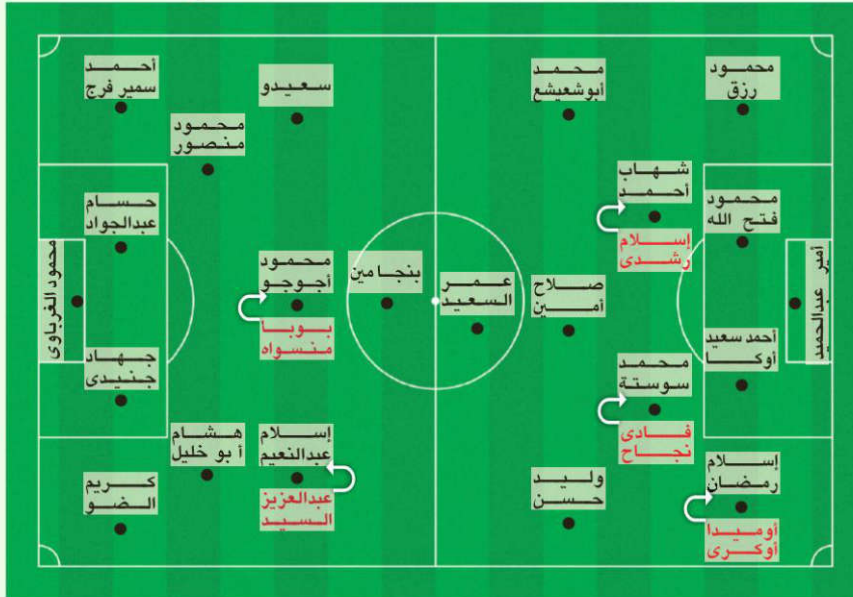 محمود
رزق
محمد
أبوشعيشع
سعيدو
أحمد
سمير فرج
محمود
منصور
شهاب
أحمد
إسلام
رشدى
محمود
فتح الله
حسام
عبدالجواد
أمير عبدالحميد
صلاح
أمين
عمر
السعيد
بنجامين
محمود
أجوجو
بوبا
منسواه
محمود الغرباوى
أحمد سعيد
أوكا
محمد
سوستة
فادى
نجاح
جهاد
جنيدى
إسلام
رمضان
أوميدا
أوكرى
وليد
حسن
إسلام
عبدالنعيم
عبدالعزيز
السيد
هشام
أبو خليل
كريم
الضو